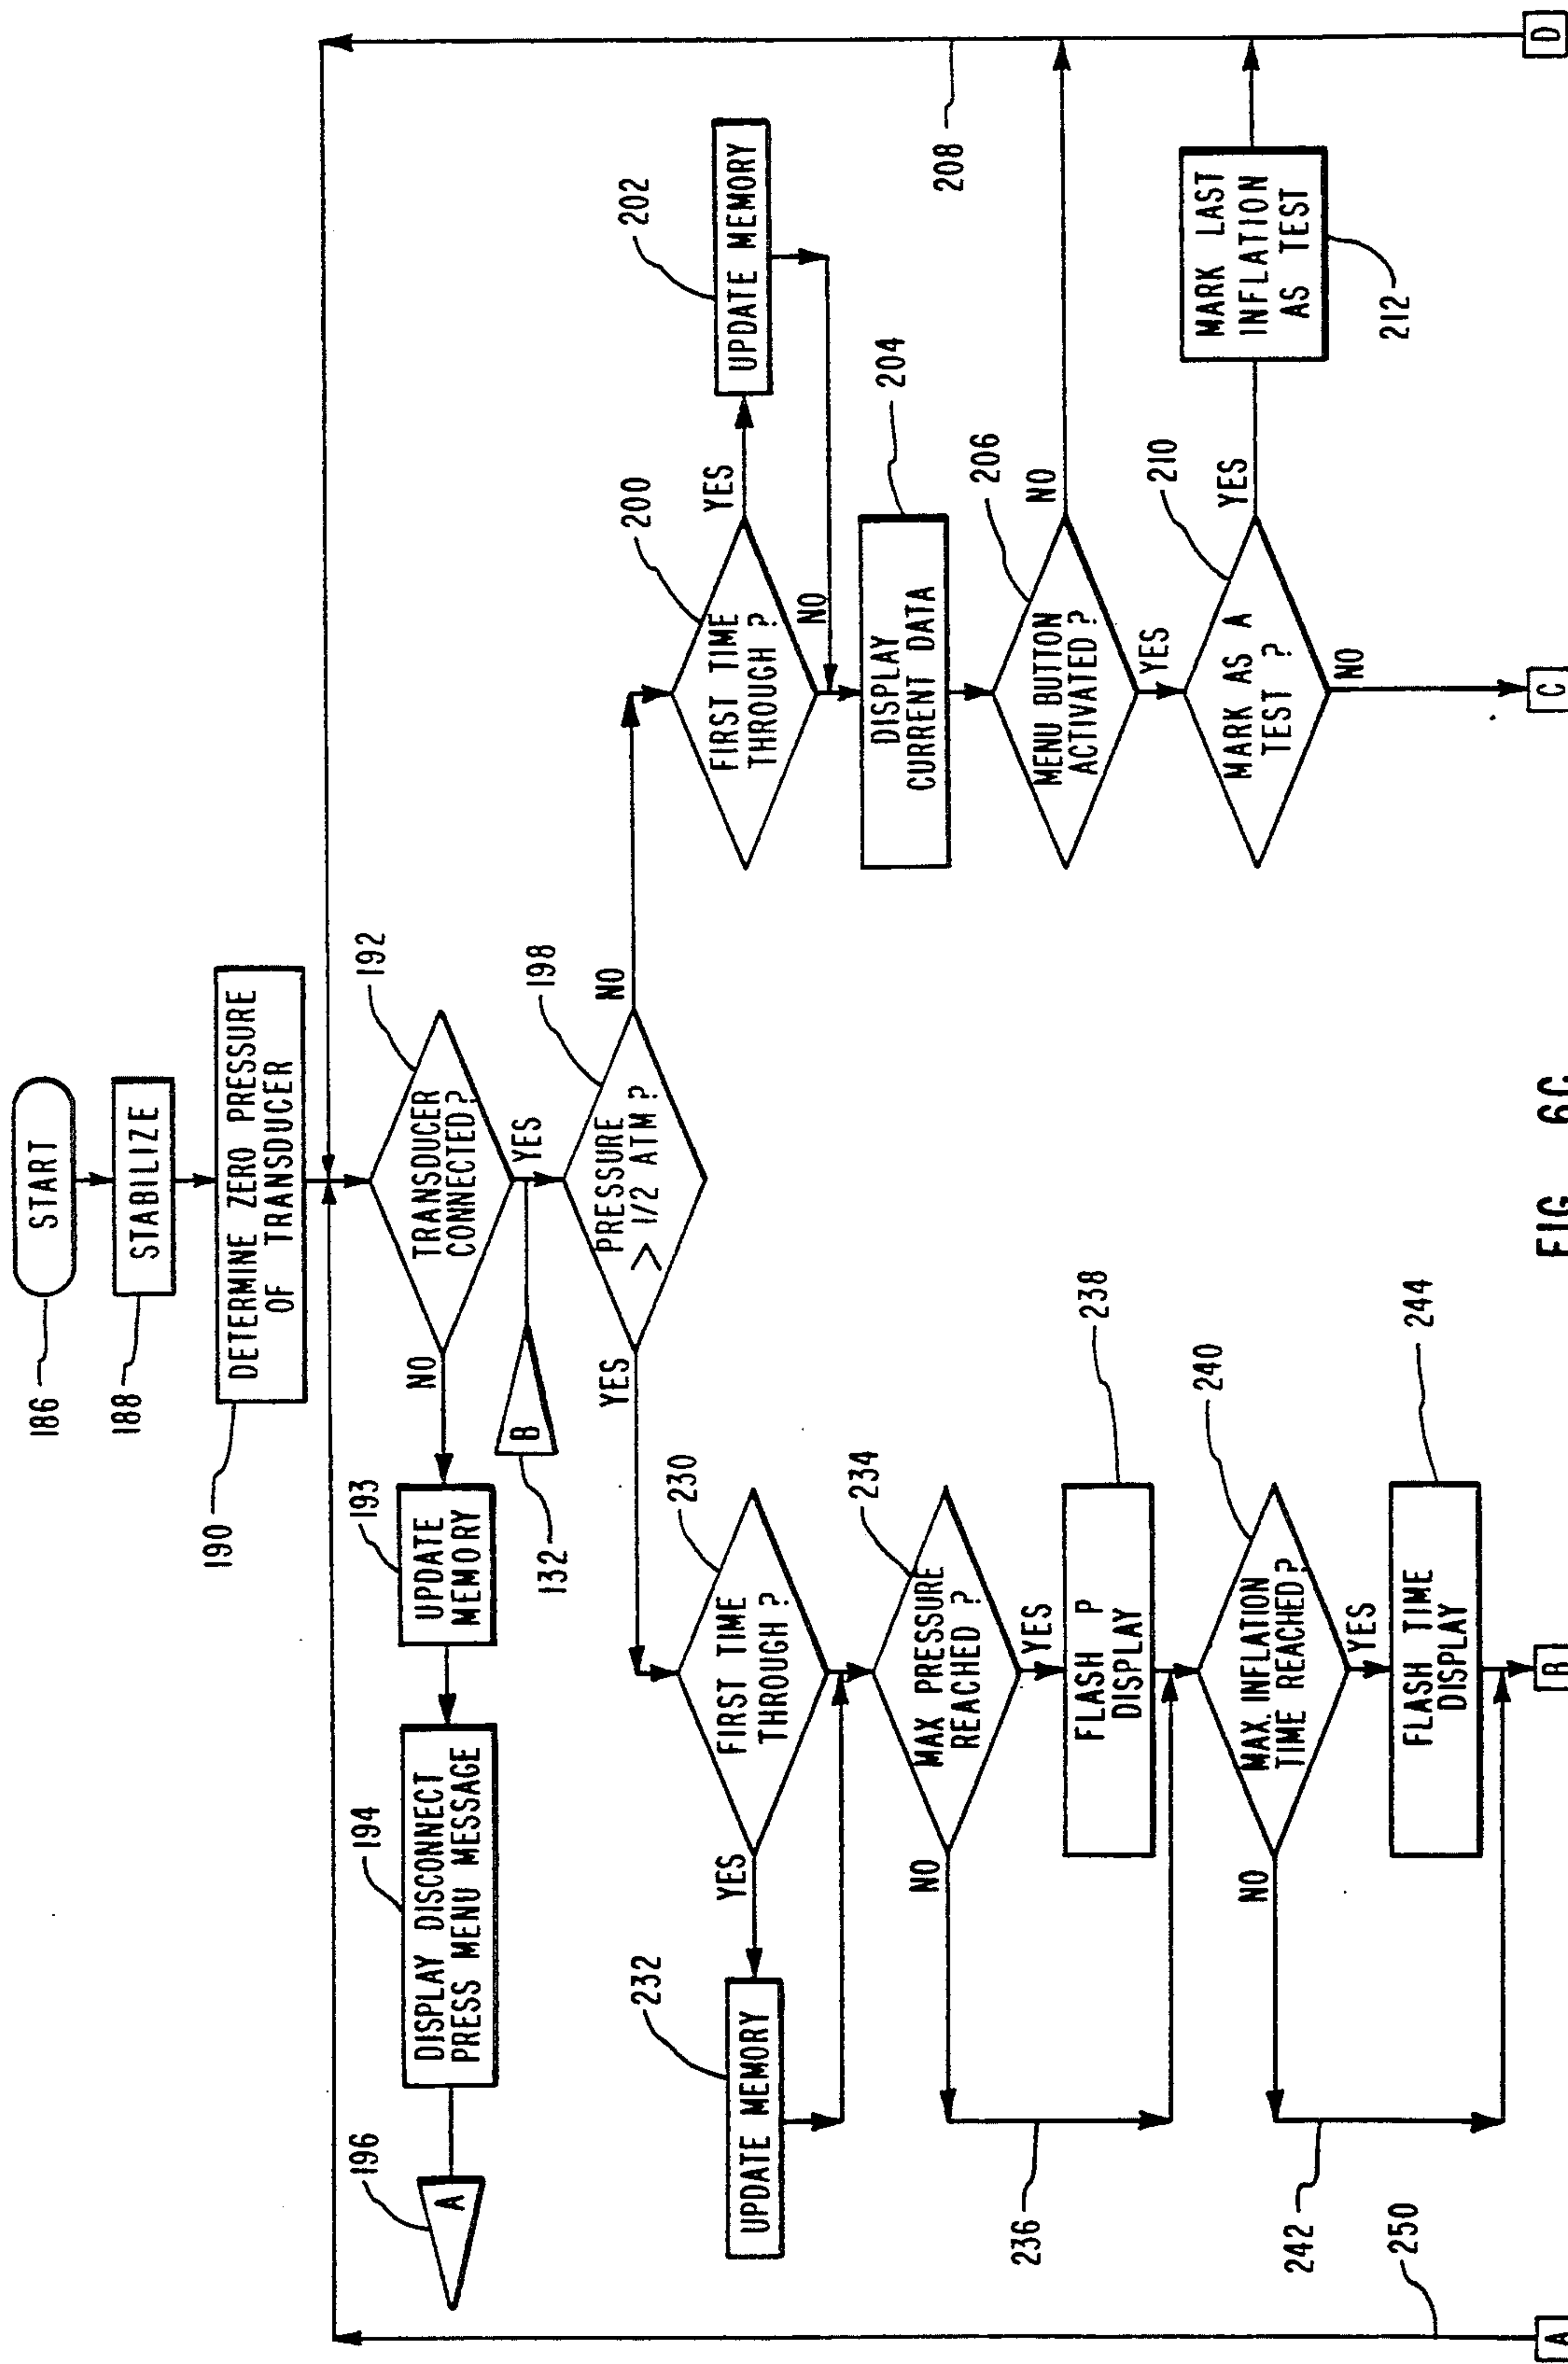 START
186
STABILIZE
188
DETERMINE ZERO PRESSURE
OF TRANSDUCER
190
TRANSDUCER
CONNECTED?
192
NO
YES
193
UPDATE
MEMORY
194
DISPLAY DISCONNECT
PRESS MENU MESSAGE
196
A
B
132
PRESSURE
> 1/2 ATM ?
198
YES
NO
230
FIRST TIME
THROUGH ?
YES
232
UPDATE MEMORY
234
MAX PRESSURE
REACHED ?
NO
YES
236
238
FLASH P
DISPLAY
240
MAX. INFLATION
TIME REACHED?
NO
YES
242
244
FLASH TIME
DISPLAY
250
A
B
200
FIRST TIME
THROUGH ?
YES
NO
202
UPDATE MEMORY
204
DISPLAY
CURRENT DATA
206
MENU BUTTON
ACTIVATED ?
NO
YES
208
210
MARK AS A
TEST ?
YES
NO
MARK LAST
INFLATION
AS TEST
212
C
D
FIG. 6C